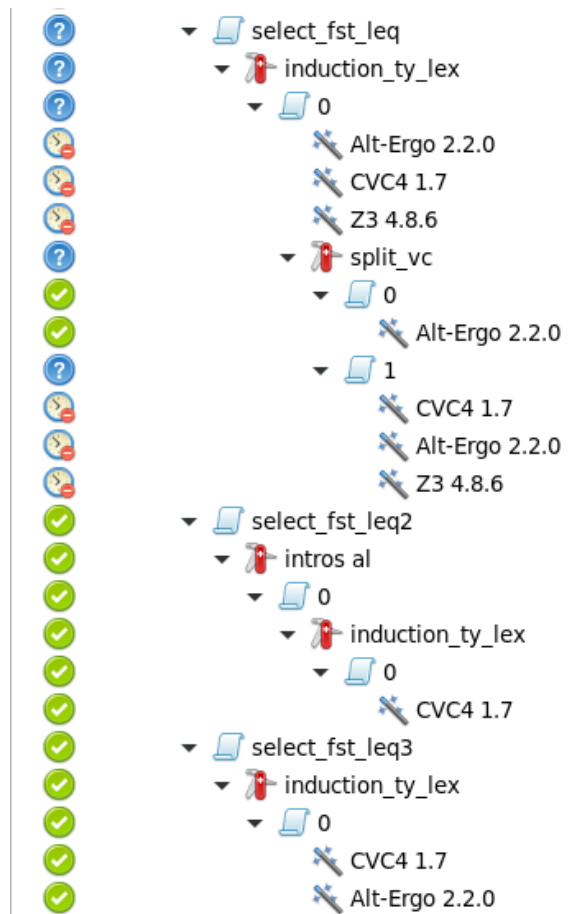 select_fst_leq
induction_ty_lex
0
Alt-Ergo 2.2.0
CVC4 1.7
Z3 4.8.6
split_vc
0
Alt-Ergo 2.2.0
1
CVC4 1.7
Alt-Ergo 2.2.0
Z3 4.8.6
select_fst_leq2
intros al
0
induction_ty_lex
0
CVC4 1.7
select_fst_leq3
induction_ty_lex
0
CVC4 1.7
Alt-Ergo 2.2.0